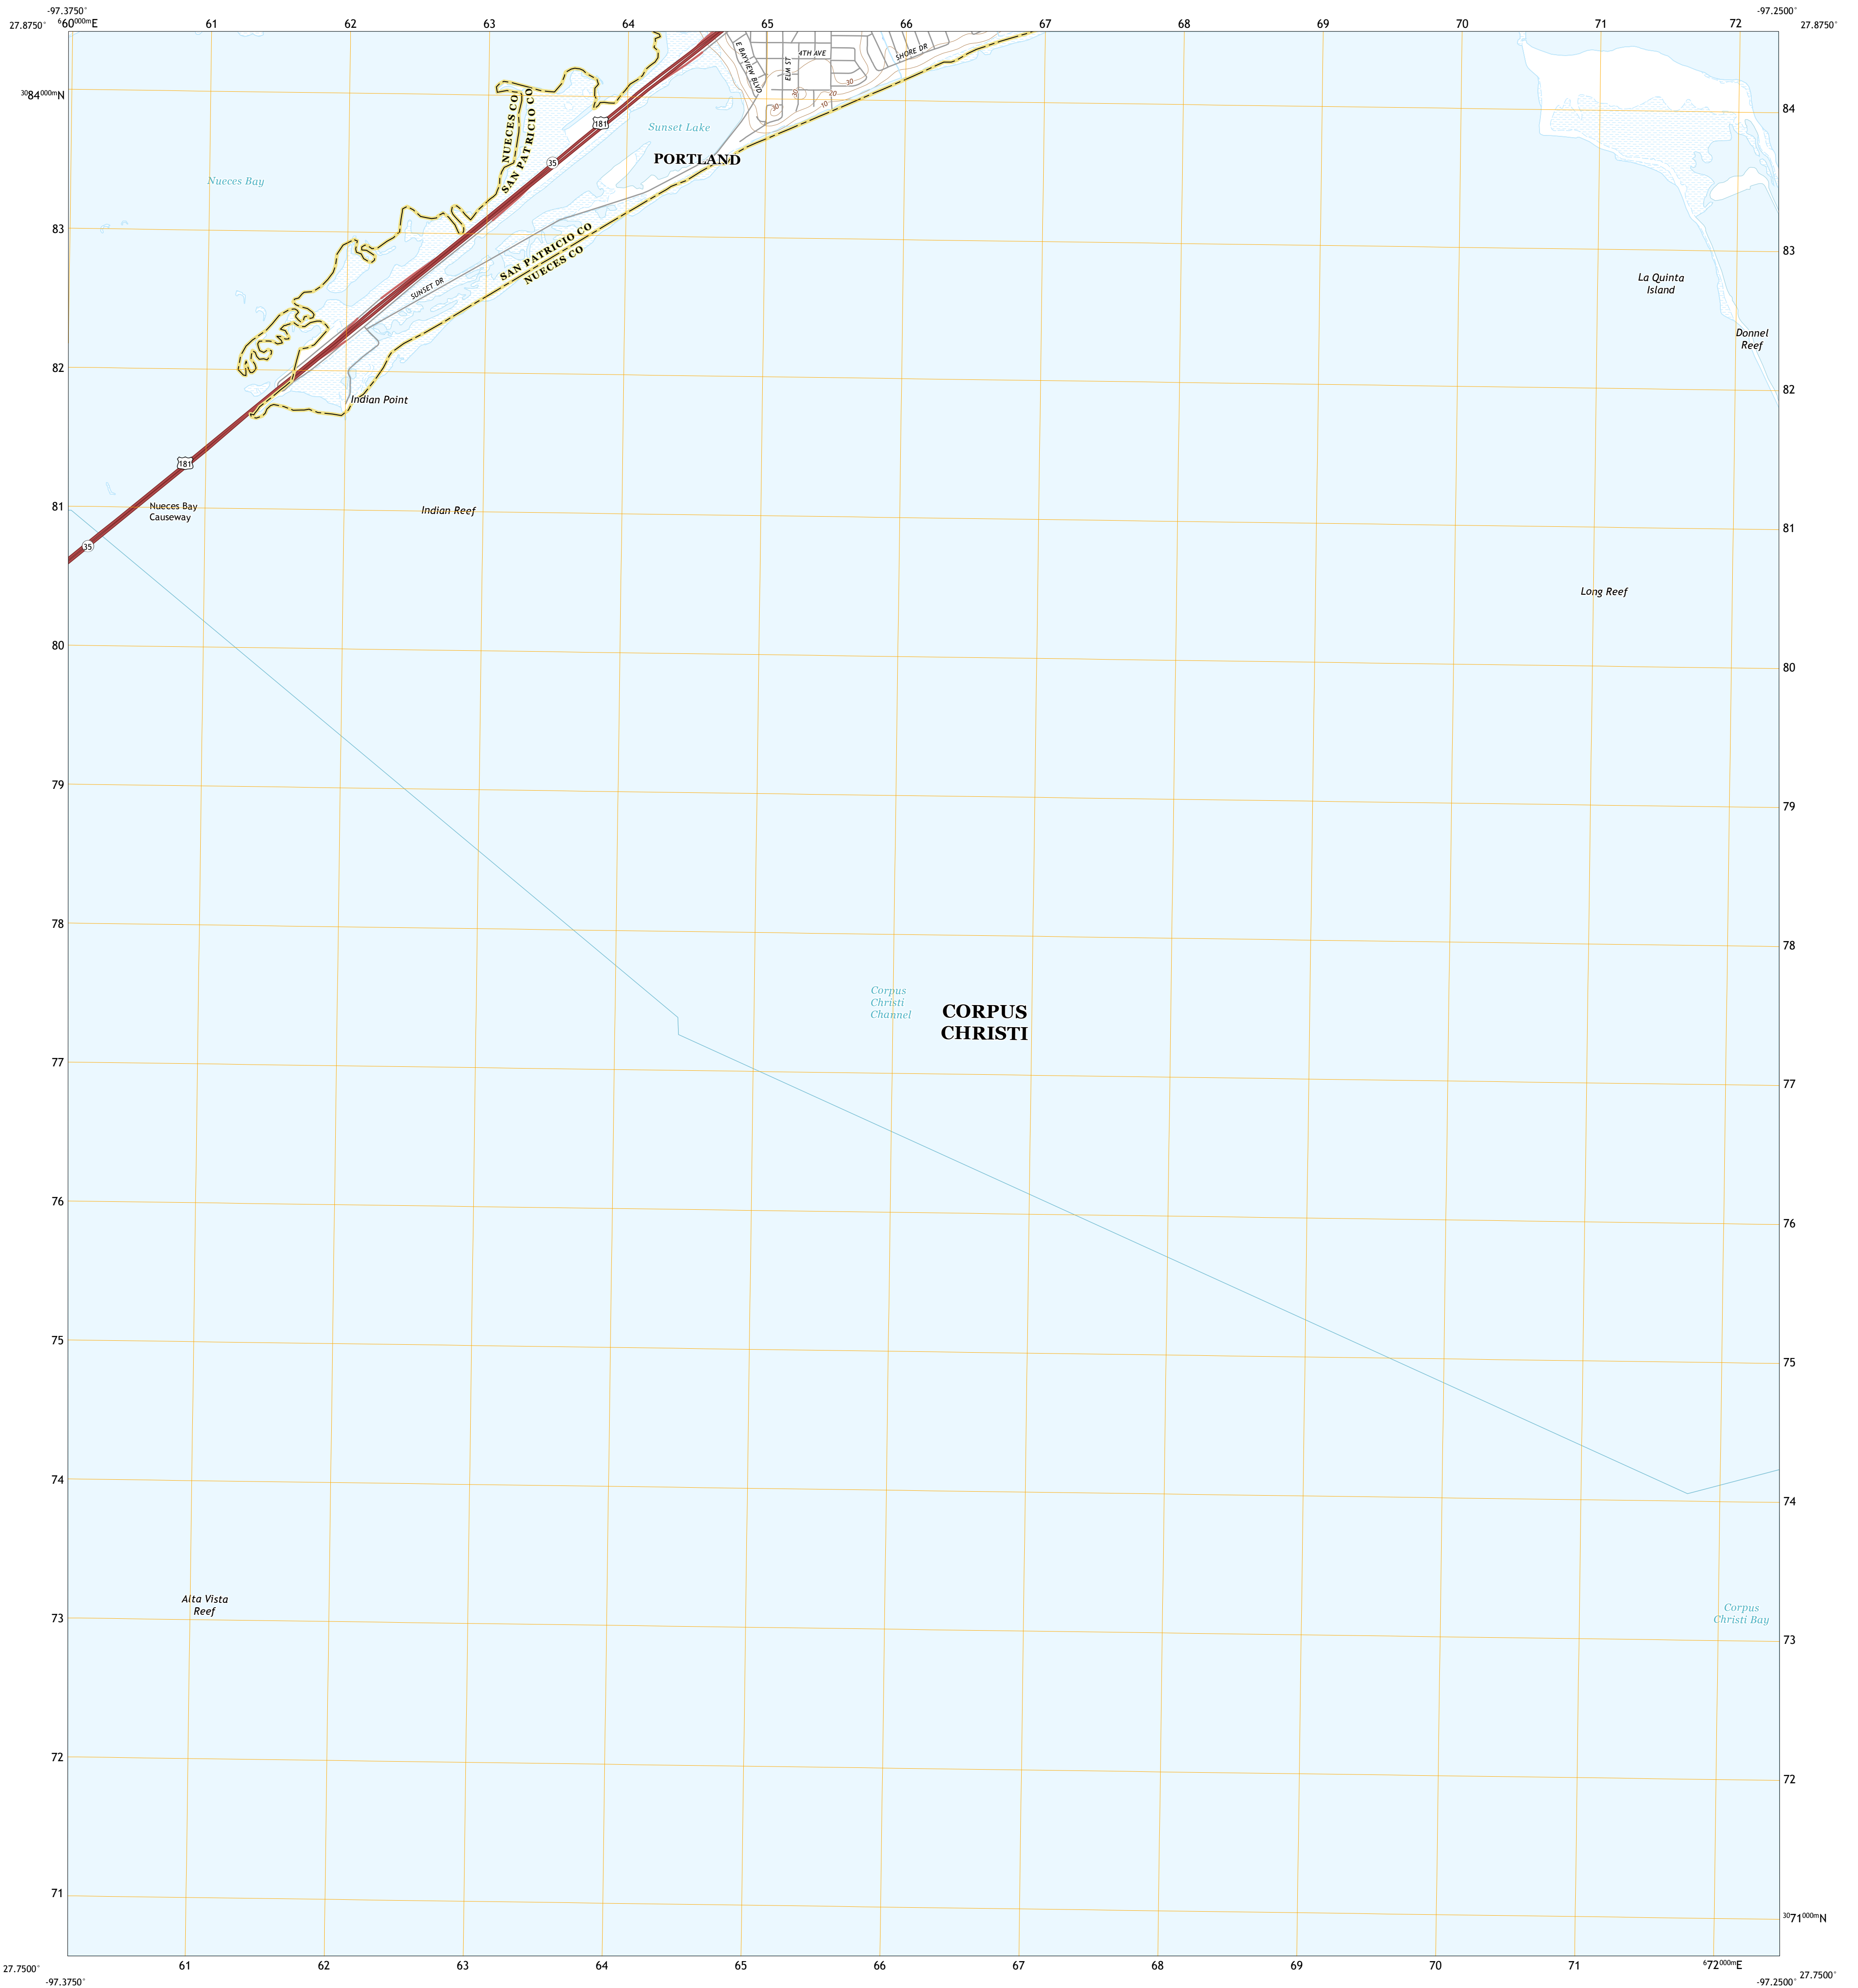 -97.3750°
-97.2500°
27.8750°
660000mE
61
62
63
64
65
66
67
68
69
70
71
72
27.8750°
3084000mN
83
82
81
80
79
78
77
76
75
74
73
72
71
84
83
82
81
80
79
78
77
76
75
74
73
72
3071000mN
E BAYVIEW BLVD
ELM ST
4TH AVE
SHORE DR
30
30
30
20
10
NUECES CO
SAN PATRICIO CO
181
Sunset Lake
35
PORTLAND
Nueces Bay
SAN PATRICIO CO
NUECES CO
SUNSET DR
La Quinta
Island
Donnel
Reef
Indian Point
181
Nueces Bay
Causeway
Indian Reef
35
Long Reef
Corpus
Christi
Channel
CORPUS
CHRISTI
Alta Vista
Reef
Corpus
Christi Bay
61
62
63
64
65
66
67
68
69
70
71
672000mE
27.7500°
-97.3750°
27.7500°
-97.2500°